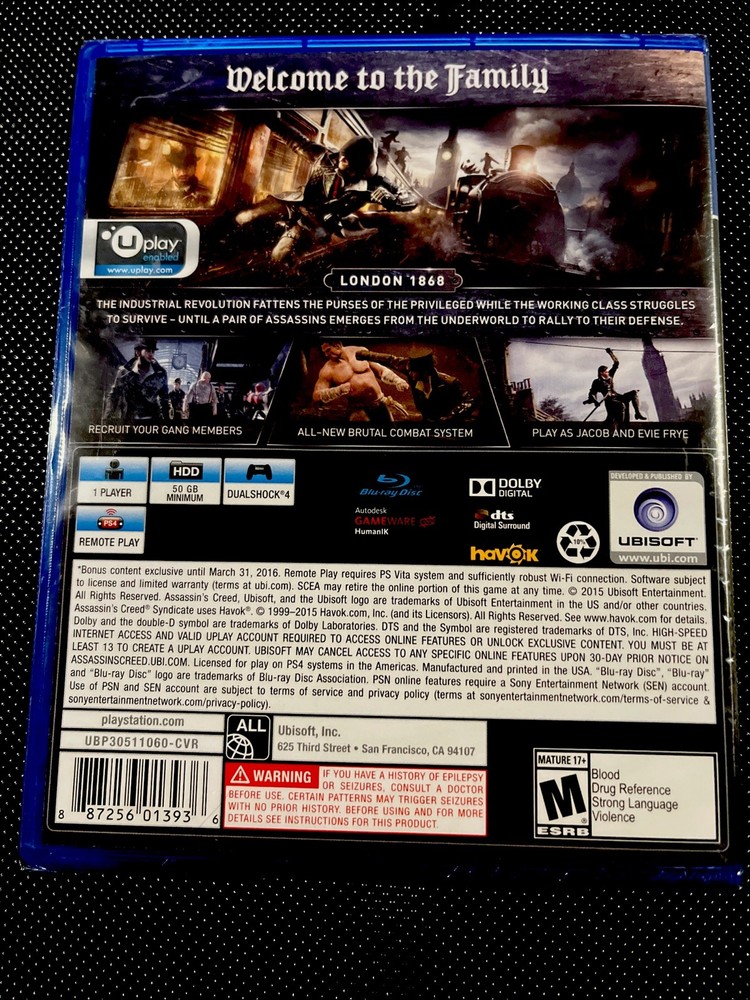 Welcome to the Family
Uplay
enabled
www.uplay.com
LONDON 1868
THE INDUSTRIAL REVOLUTION FATTENS THE PURSES OF THE PRIVILEGED WHILE THE WORKING CLASS STRUGGLES
TO SURVIVE – UNTIL A PAIR OF ASSASSINS EMERGES FROM THE UNDERWORLD TO RALLY TO THEIR DEFENSE.
RECRUIT YOUR GANG MEMBERS
ALL-NEW BRUTAL COMBAT SYSTEM
PLAY AS JACOB AND EVIE FRYE
1 PLAYER
HDD
50 GB
MINIMUM
DUALSHOCK®4
PS4
REMOTE PLAY
Blu-ray Disc
DOLBY
DIGITAL
Autodesk
GAMEWARE
HumanIK
dts
Digital Surround
havok
10%
DEVELOPED & PUBLISHED BY
UBISOFT
www.ubi.com
*Bonus content exclusive until March 31, 2016. Remote Play requires PS Vita system and sufficiently robust Wi-Fi connection. Software subject
to license and limited warranty (terms at ubi.com). SCEA may retire the online portion of this game at any time. © 2015 Ubisoft Entertainment.
All Rights Reserved. Assassin's Creed, Ubisoft, and the Ubisoft logo are trademarks of Ubisoft Entertainment in the US and/or other countries.
Assassin's Creed® Syndicate uses Havok®. © 1999–2015 Havok.com, Inc. (and its Licensors). All Rights Reserved. See www.havok.com for details.
Dolby and the double-D symbol are trademarks of Dolby Laboratories. DTS and the Symbol are registered trademarks of DTS, Inc. HIGH-SPEED
INTERNET ACCESS AND VALID UPLAY ACCOUNT REQUIRED TO ACCESS ONLINE FEATURES OR UNLOCK EXCLUSIVE CONTENT. YOU MUST BE AT
LEAST 13 TO CREATE A UPLAY ACCOUNT. UBISOFT MAY CANCEL ACCESS TO ANY SPECIFIC ONLINE FEATURES UPON 30-DAY PRIOR NOTICE ON
ASSASSINSCREED.UBI.COM. Licensed for play on PS4 systems in the Americas. Manufactured and printed in the USA. "Blu-ray Disc", "Blu-ray"
and "Blu-ray Disc" logo are trademarks of Blu-ray Disc Association. PSN online features require a Sony Entertainment Network (SEN) account.
Use of PSN and SEN account are subject to terms of service and privacy policy (terms at sonyentertainmentnetwork.com/terms-of-service &
sonyentertainmentnetwork.com/privacy-policy).
playstation.com
UBP30511060-CVR
ALL
Ubisoft, Inc.
625 Third Street • San Francisco, CA 94107
WARNING IF YOU HAVE A HISTORY OF EPILEPSY
OR SEIZURES, CONSULT A DOCTOR
BEFORE USE. CERTAIN PATTERNS MAY TRIGGER SEIZURES
WITH NO PRIOR HISTORY. BEFORE USING AND FOR MORE
DETAILS SEE INSTRUCTIONS FOR THIS PRODUCT.
8 87256 01393 6
MATURE 17+
M
ESRB
Blood
Drug Reference
Strong Language
Violence